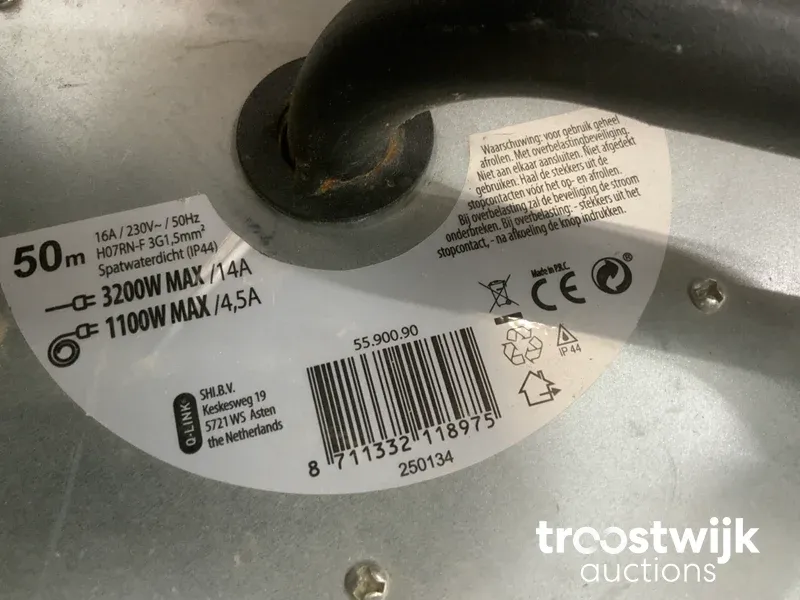 Waarschuwing: voor gebruik geheel
afrollen. Met overbelastingbeveiliging.
Niet aan elkaar aansluiten. Niet afgedekt
gebruiken. Haal de stekkers uit de
stopcontacten vóór het op- en afrollen.
Bij overbelasting zal de beveiliging de stroom
onderbreken. Bij overbelasting: - stekkers uit het
stopcontact, - na afkoeling de knop indrukken.
50m
16A / 230V~ / 50Hz
H07RN-F 3G1,5mm²
Spatwaterdicht (IP44)
3200W MAX /14A
1100W MAX /4,5A
Made in P.R.C.
CE
®
IP 44
55.900.90
8 711332 118975
250134
Q-LINK®
SHI.B.V.
Keskesweg 19
5721 WS Asten
the Netherlands
troostwijk
auctions